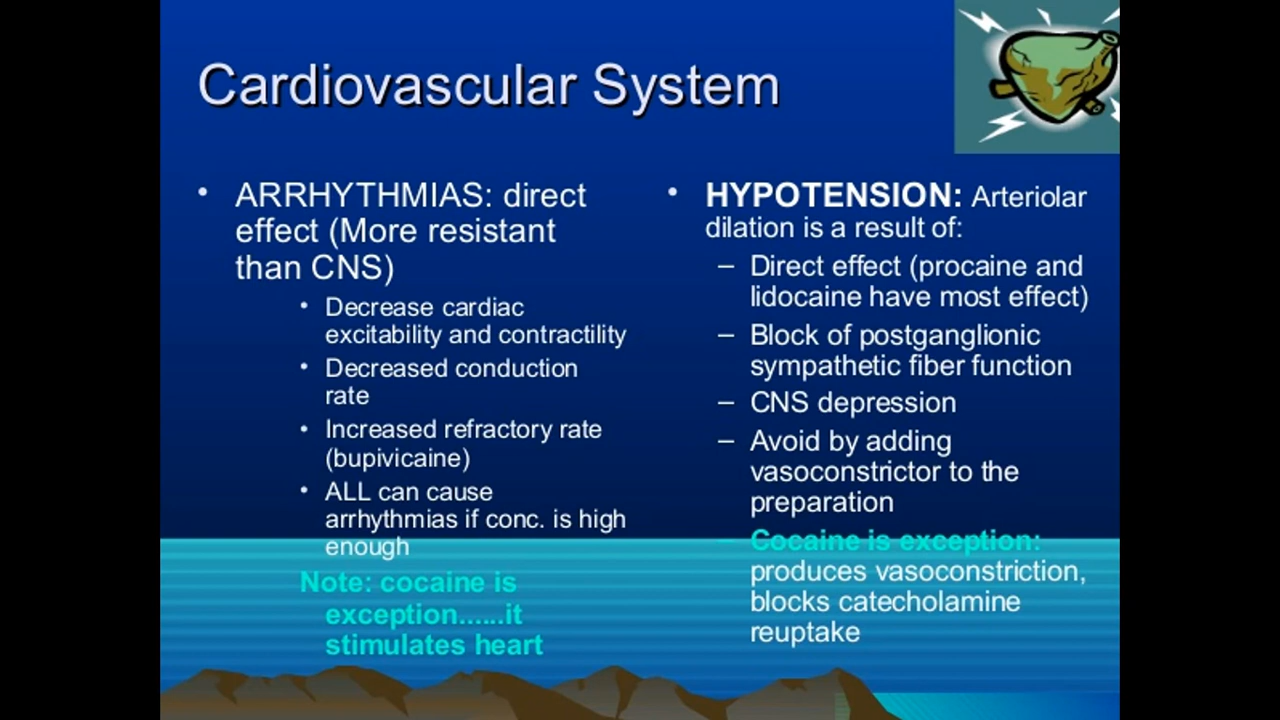 Cardiovascular System
• ARRHYTHMIAS: direct
effect (More resistant
than CNS)
• Decrease cardiac
excitability and contractility
• Decreased conduction
rate
• Increased refractory rate
(bupivicaine)
• ALL can cause
arrhythmias if conc. is high
enough
Note: cocaine is
exception......it
stimulates heart
• HYPOTENSION: Arteriolar
dilation is a result of:
– Direct effect (procaine and
lidocaine have most effect)
– Block of postganglionic
sympathetic fiber function
– CNS depression
– Avoid by adding
vasoconstrictor to the
preparation
– Cocaine is exception:
produces vasoconstriction,
blocks catecholamine
reuptake